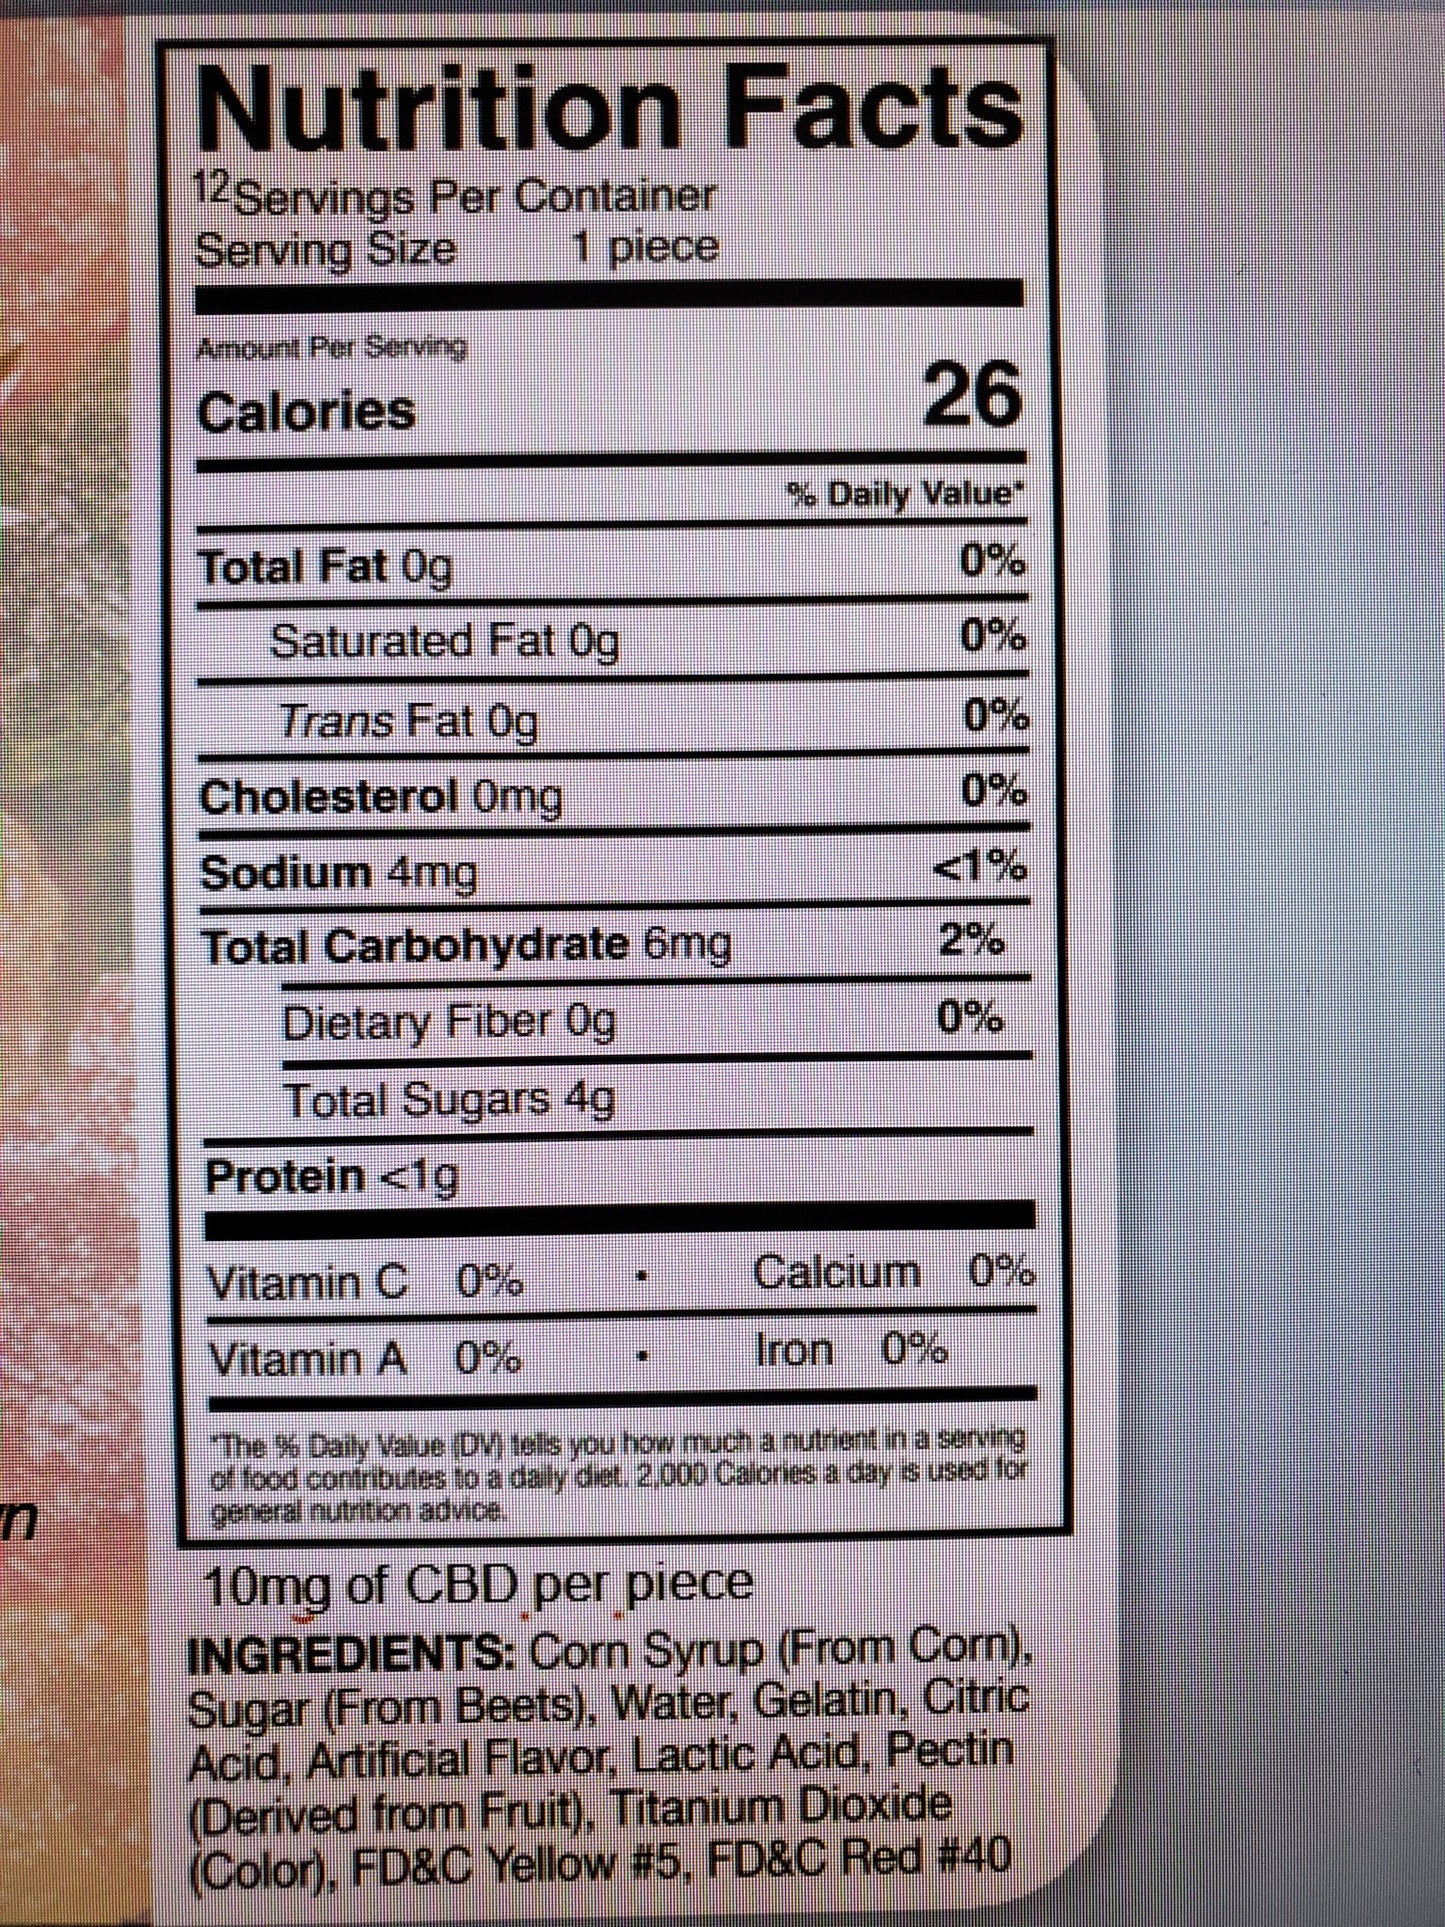 Nutrition Facts
12Servings Per Container
Serving Size 1 piece
Amount Per Serving
Calories 26
% Daily Value*
Total Fat 0g 0%
Saturated Fat 0g 0%
Trans Fat 0g 0%
Cholesterol 0mg 0%
Sodium 4mg <1%
Total Carbohydrate 6mg 2%
Dietary Fiber 0g 0%
Total Sugars 4g
Protein <1g
Vitamin C 0% · Calcium 0%
Vitamin A 0% · Iron 0%
*The % Daily Value (DV) tells you how much a nutrient in a serving
of food contributes to a daily diet. 2,000 Calories a day is used for
general nutrition advice.
10mg of CBD per piece
INGREDIENTS: Corn Syrup (From Corn),
Sugar (From Beets), Water, Gelatin, Citric
Acid, Artificial Flavor, Lactic Acid, Pectin
(Derived from Fruit), Titanium Dioxide
(Color), FD&C Yellow #5, FD&C Red #40